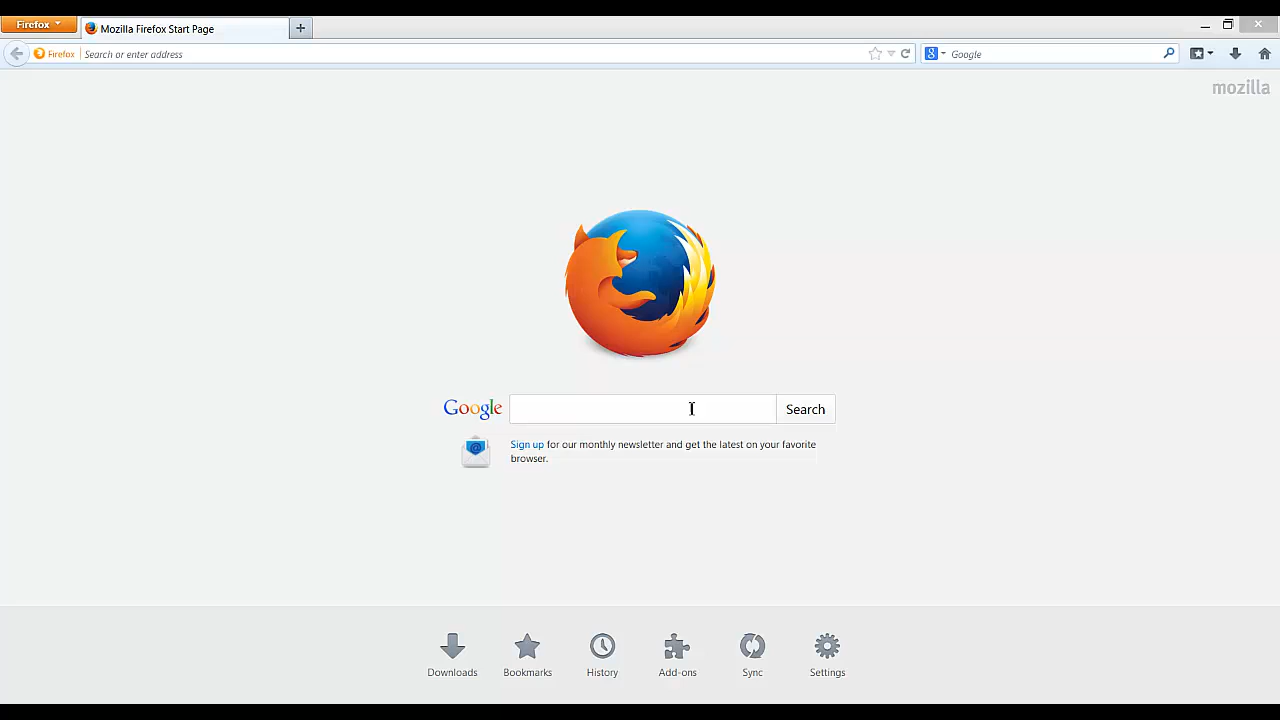 Firefox
Mozilla Firefox Start Page
Firefox
Search or enter address
8
Google
mozilla
Google
Search
@
Sign up for our monthly newsletter and get the latest on your favorite
browser.
Downloads
Bookmarks
History
Add-ons
Sync
Settings